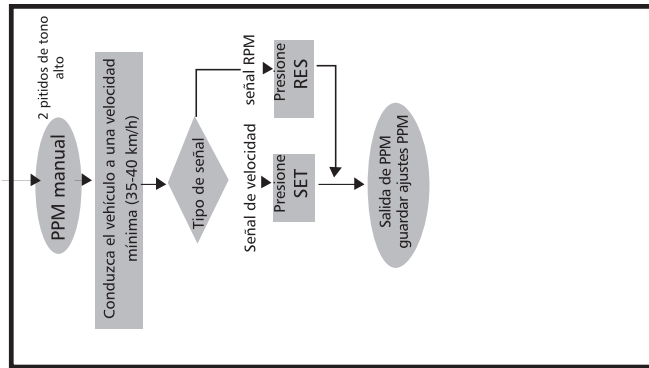 2 pitidos de tono
alto
PPM manual
Conduzca el vehículo a una velocidad
mínima (35-40 km/h)
Tipo de señal
señal RPM
Señal de velocidad
Presione
RES
Presione
SET
Salida de PPM
guardar ajustes PPM